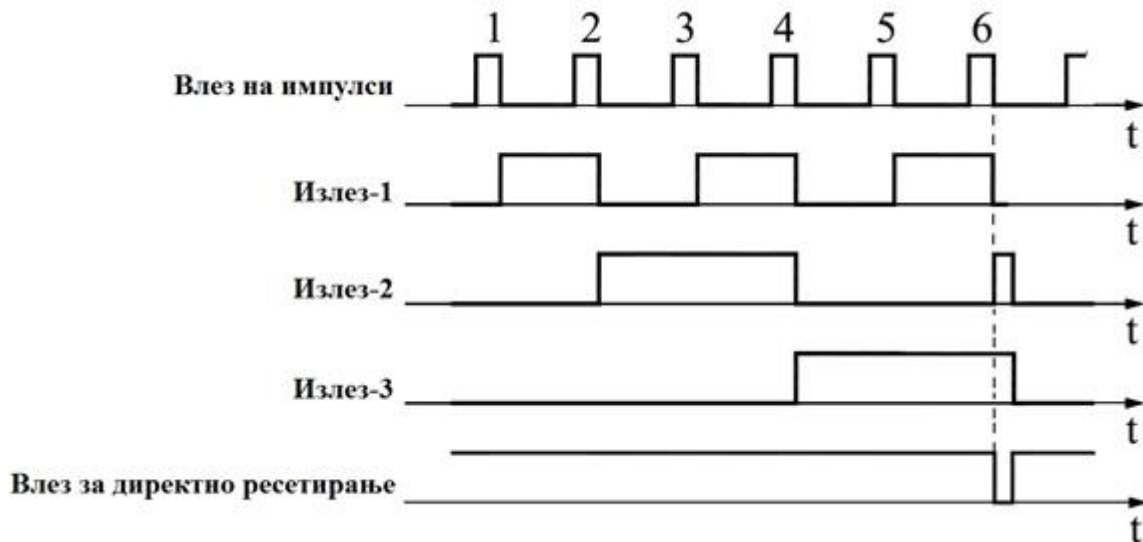 1 2 3 4 5 6
Влез на импулси
t
Излез-1
t
Излез-2
t
Излез-3
t
Влез за директно ресетирање
t